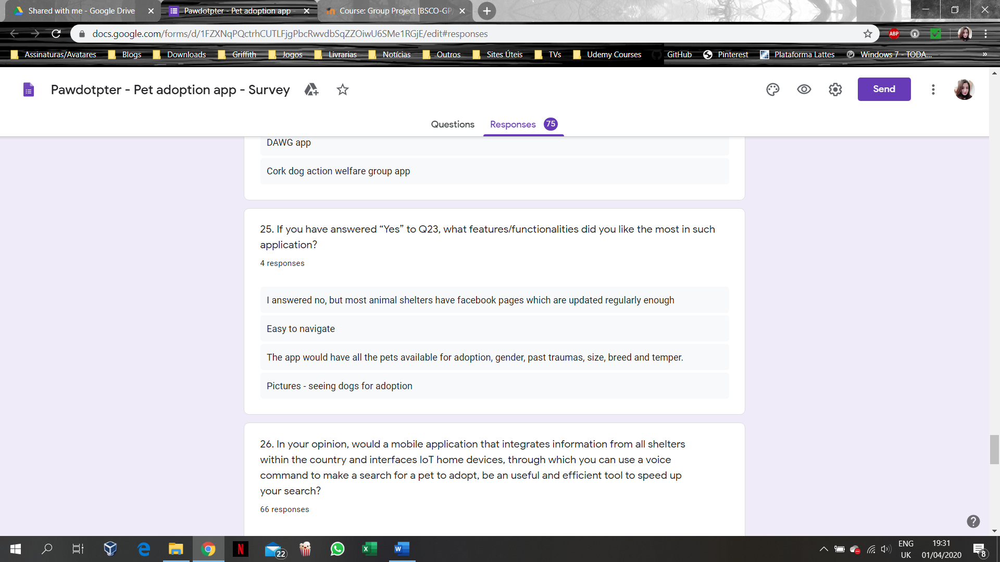 Shared with me - Google Drive
Pawdotpter - Pet adoption app -
Course: Group Project [BSCO-GP
docs.google.com/forms/d/1FZXNqPQctrhCUTLFjgPbcRwvdbSqZZOiwU6SMe1RGjE/edit#responses
ABP
Assinaturas/Avatares Blogs Downloads Griffith Jogos Livrarias Notícias Outros Sites Úteis TVs Udemy Courses GitHub Pinterest Plataforma Lattes Windows 7 - TODA... »
Pawdotpter - Pet adoption app - Survey
Send
Questions Responses 75
DAWG app
Cork dog action welfare group app
25. If you have answered “Yes” to Q23, what features/functionalities did you like the most in such
application?
4 responses
I answered no, but most animal shelters have facebook pages which are updated regularly enough
Easy to navigate
The app would have all the pets available for adoption, gender, past traumas, size, breed and temper.
Pictures - seeing dogs for adoption
26. In your opinion, would a mobile application that integrates information from all shelters
within the country and interfaces IoT home devices, through which you can use a voice
command to make a search for a pet to adopt, be an useful and efficient tool to speed up
your search?
66 responses
22
ENG
UK
19:31
01/04/2020
8